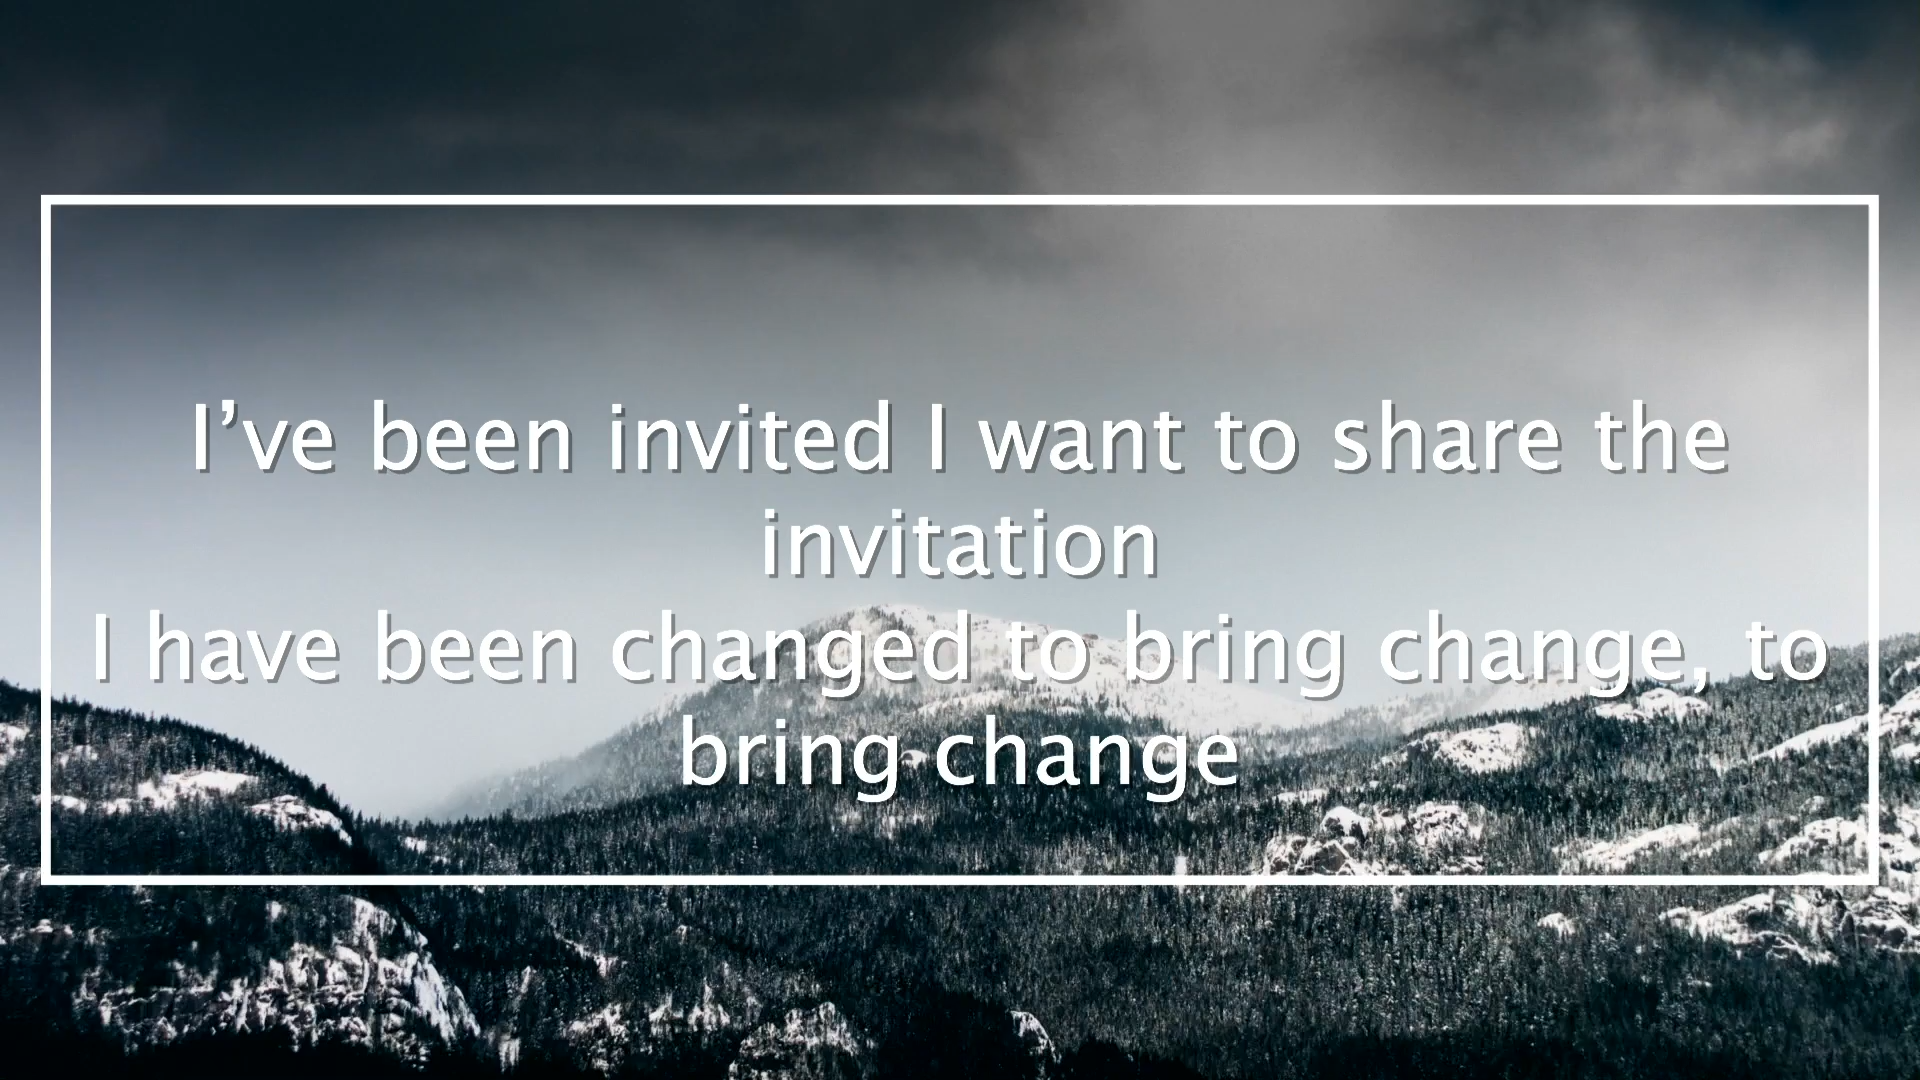 I’ve been invited I want to share the
invitation
I have been changed to bring change, to
bring change